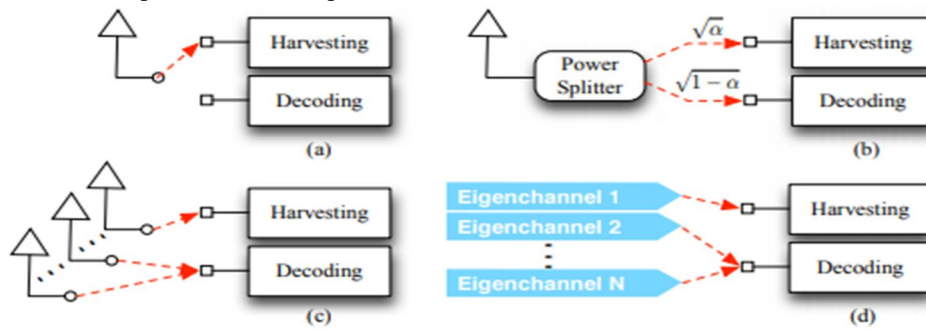 Harvesting
Decoding
(a)
Power
Splitter
√α
√1 − α
Harvesting
Decoding
(b)
Harvesting
Decoding
(c)
Eigenchannel 1
Eigenchannel 2
Eigenchannel N
Harvesting
Decoding
(d)